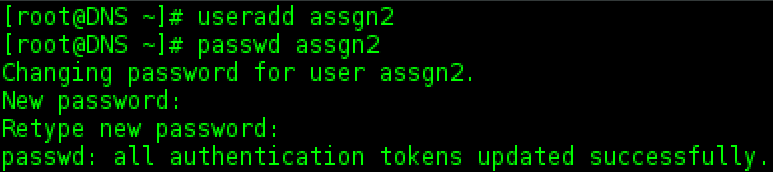 [root@DNS ~]# useradd assgn2
[root@DNS ~]# passwd assgn2
Changing password for user assgn2.
New password:
Retype new password:
passwd: all authentication tokens updated successfully.